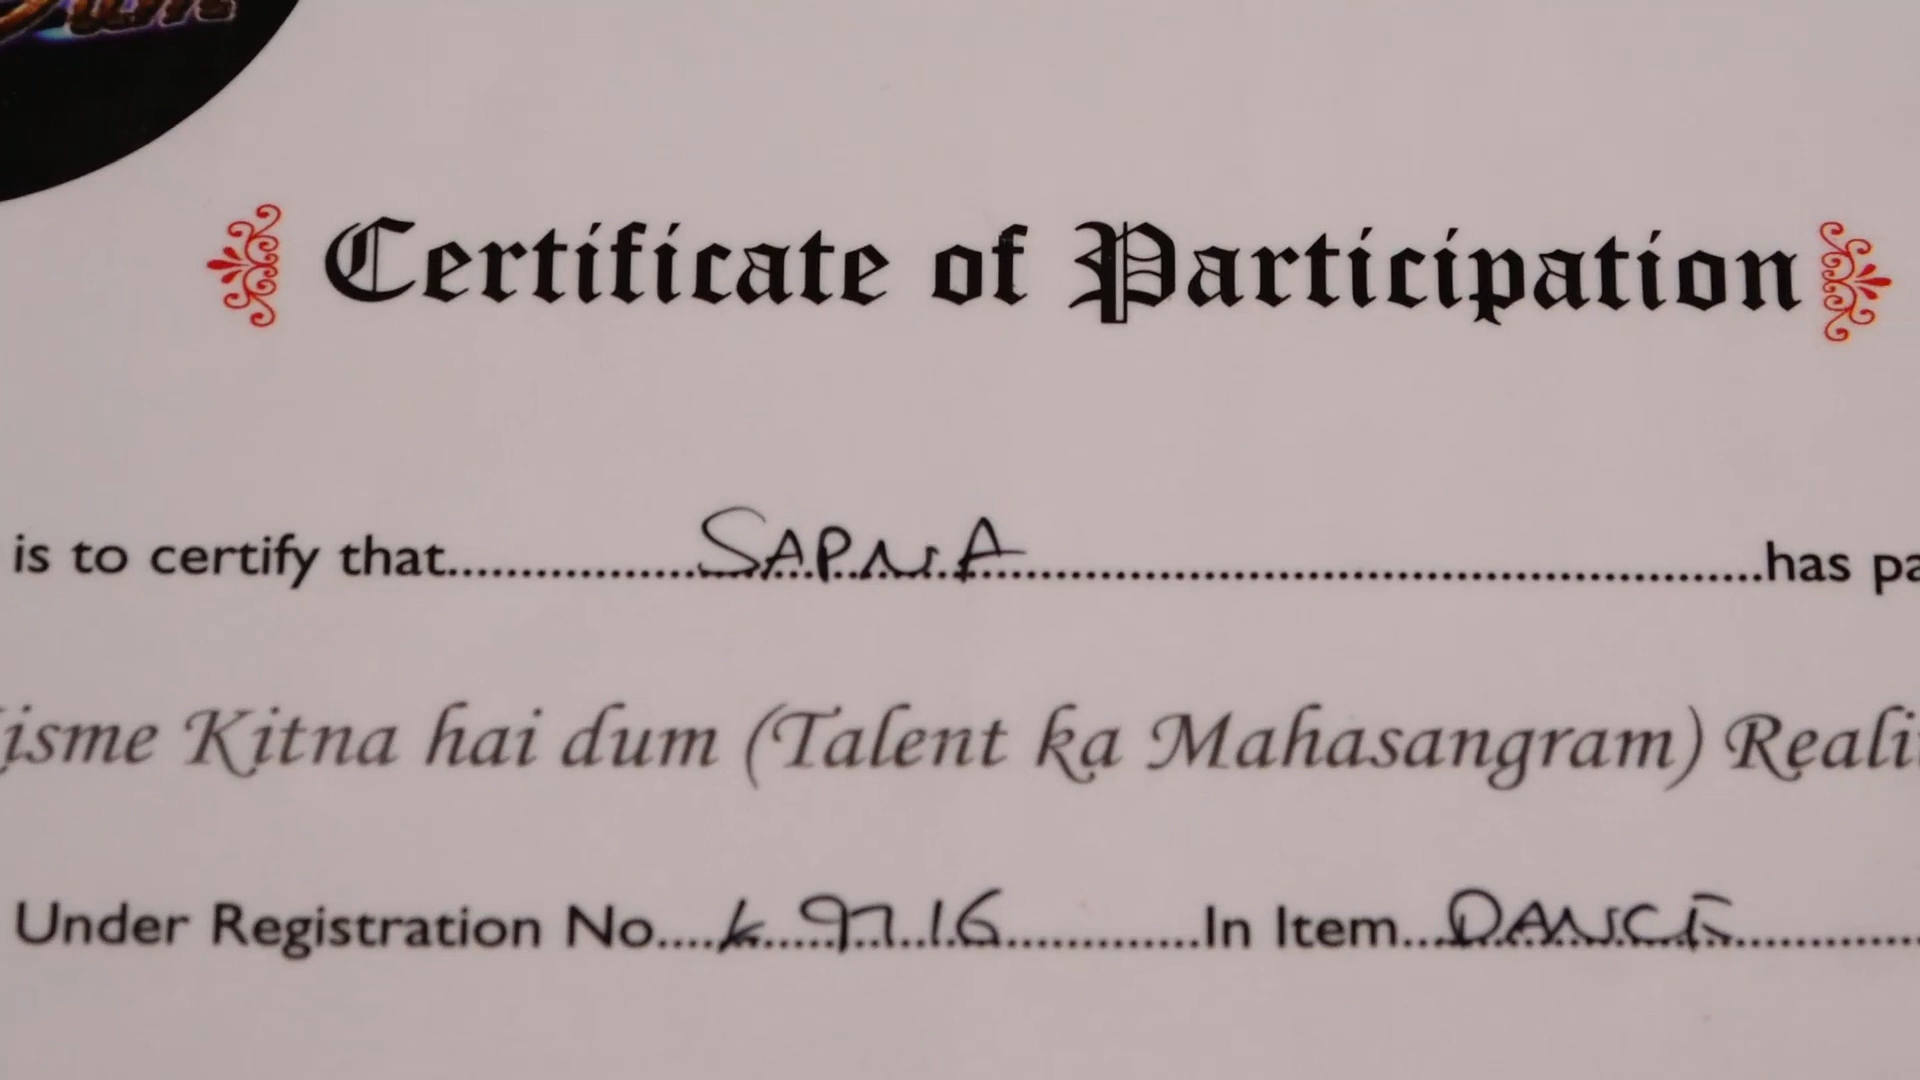 Certificate of Participation
is to certify that..........SAPNA..........has pa
isme Kitna hai dum (Talent ka Mahasangram) Reali
Under Registration No....K 9716..........In Item...DANCE..........